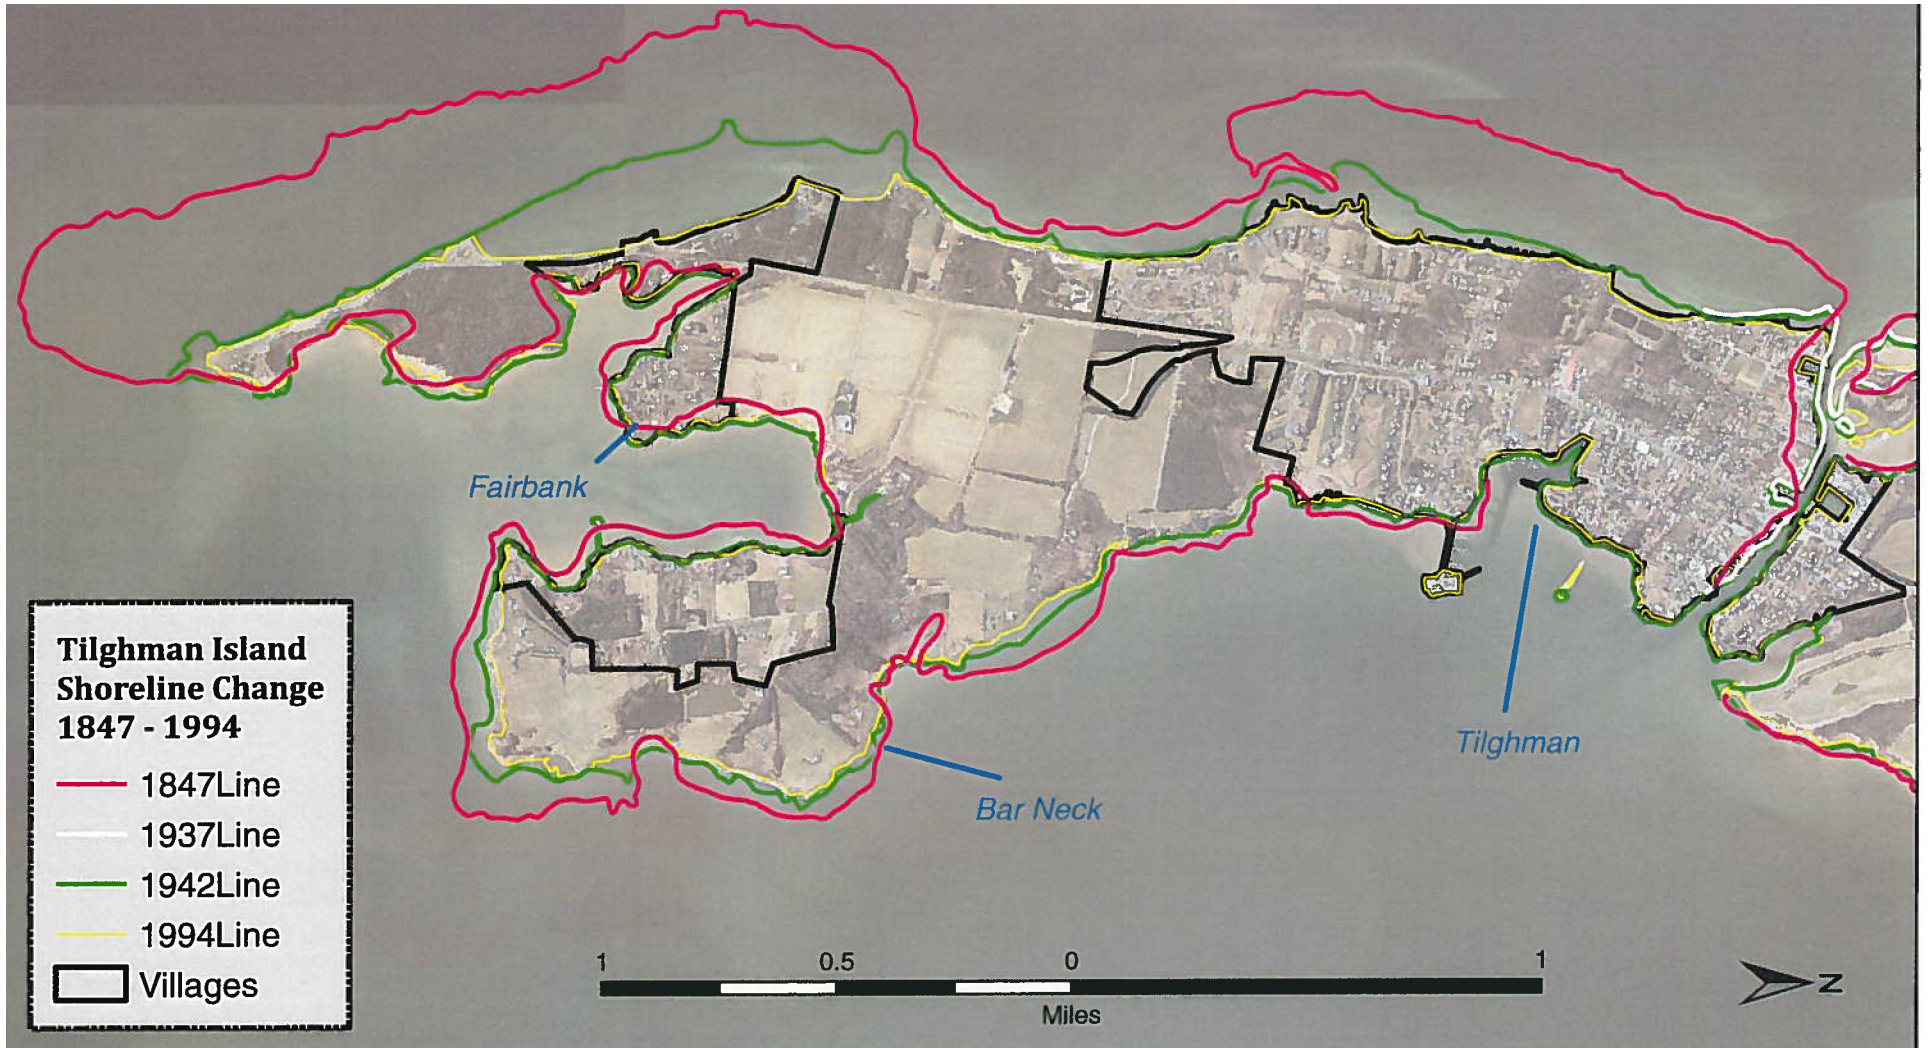 Fairbank
Tilghman
Bar Neck
Tilghman Island
Shoreline Change
1847 - 1994
1847Line
1937Line
1942Line
1994Line
Villages
1 0.5 0 1
Miles
N